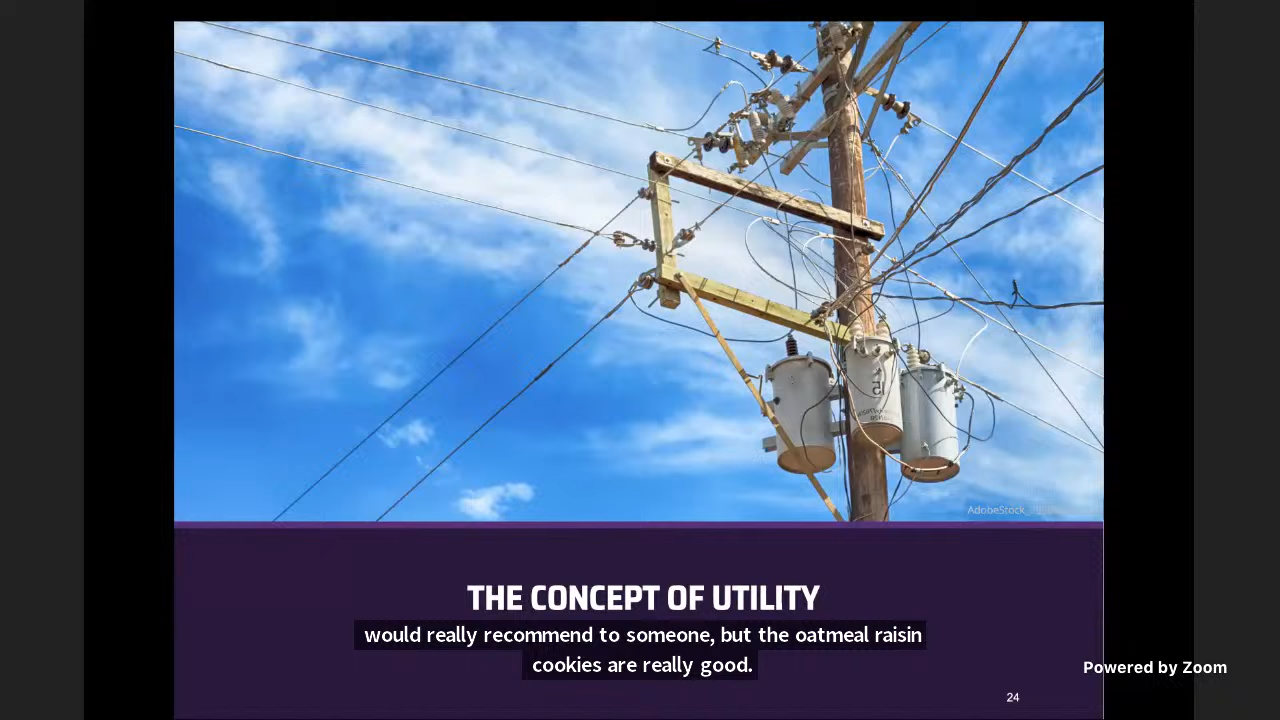 AdobeStock_
THE CONCEPT OF UTILITY
would really recommend to someone, but the oatmeal raisin
cookies are really good.
Powered by Zoom
24